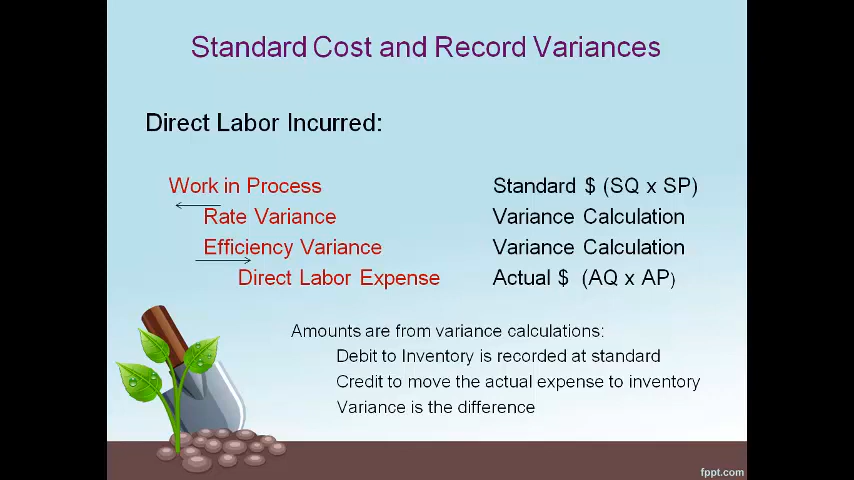 Standard Cost and Record Variances
Direct Labor Incurred:
Work in Process Standard $ (SQ x SP)
Rate Variance Variance Calculation
Efficiency Variance Variance Calculation
Direct Labor Expense Actual $ (AQ x AP)
Amounts are from variance calculations:
Debit to Inventory is recorded at standard
Credit to move the actual expense to inventory
Variance is the difference
fppt.com